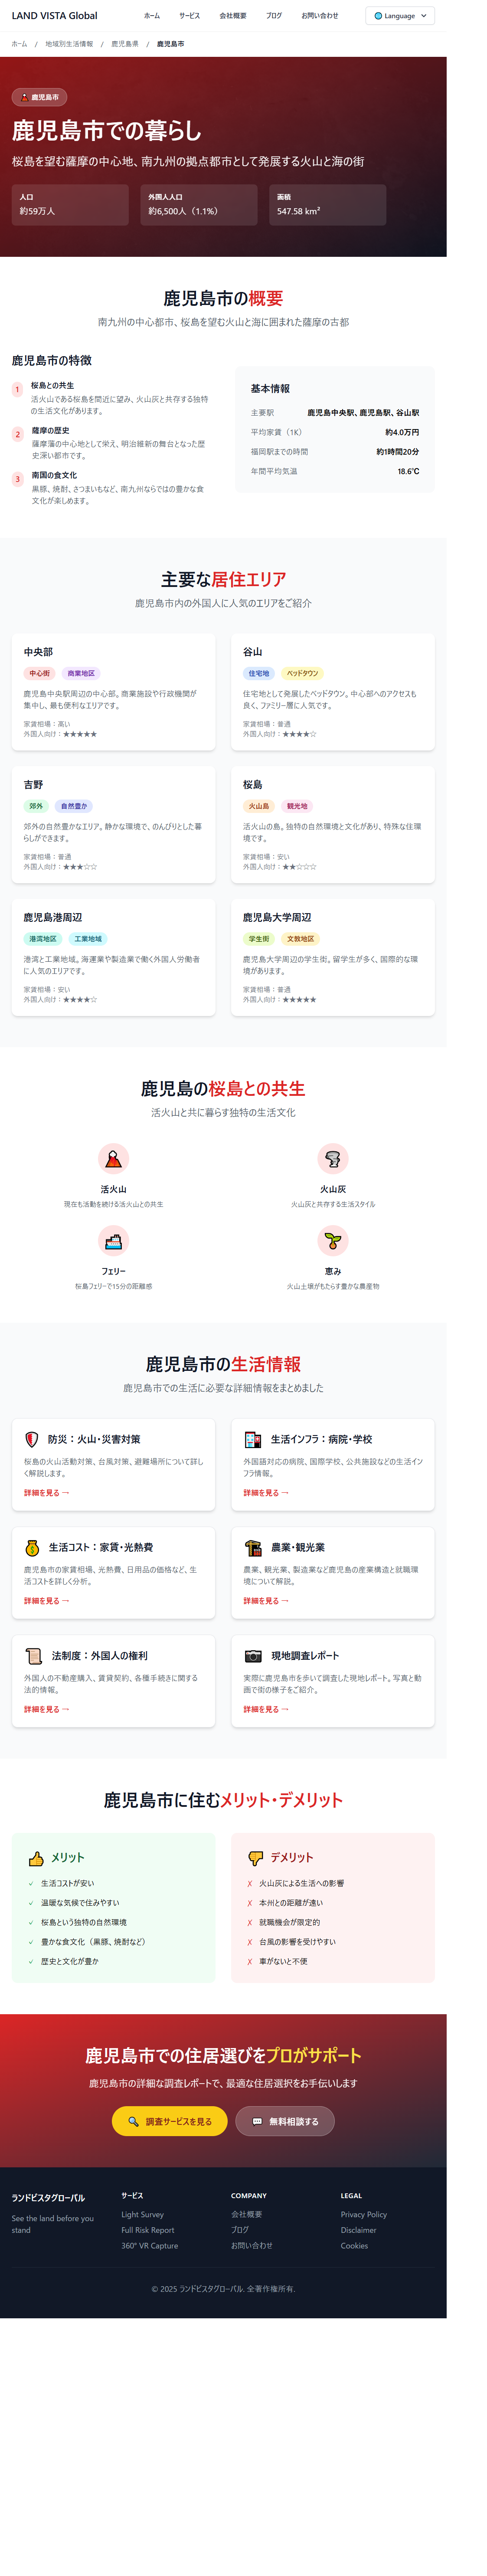 LAND VISTA Global
ホーム
サービス
会社概要
ブログ
お問い合わせ
Language
ホーム / 地域別生活情報 / 鹿児島県 / 鹿児島市
鹿児島市
鹿児島市での暮らし
桜島を望む薩摩の中心地、南九州の拠点都市として発展する火山と海の街
人口
約59万人
外国人人口
約6,500人（1.1%）
面積
547.58 km²
鹿児島市の概要
南九州の中心都市、桜島を望む火山と海に囲まれた薩摩の古都
鹿児島市の特徴
1
桜島との共生
活火山である桜島を間近に望み、火山灰と共存する独特
の生活文化があります。
2
薩摩の歴史
薩摩藩の中心地として栄え、明治維新の舞台となった歴
史深い都市です。
3
南国の食文化
黒豚、焼酎、さつまいもなど、南九州ならではの豊かな食
文化が楽しめます。
基本情報
主要駅 鹿児島中央駅、鹿児島駅、谷山駅
平均家賃（1K） 約4.0万円
福岡駅までの時間 約1時間20分
年間平均気温 18.6℃
主要な居住エリア
鹿児島市内の外国人に人気のエリアをご紹介
中央部
中心街 商業地区
鹿児島中央駅周辺の中心部。商業施設や行政機関が
集中し、最も便利なエリアです。
家賃相場：高い
外国人向け：★★★★★
谷山
住宅地 ベッドタウン
住宅地として発展したベッドタウン。中心部へのアクセスも
良く、ファミリー層に人気です。
家賃相場：普通
外国人向け：★★★★☆
吉野
郊外 自然豊か
郊外の自然豊かなエリア。静かな環境で、のんびりとした暮
らしができます。
家賃相場：普通
外国人向け：★★★☆☆
桜島
火山島 観光地
活火山の島。独特の自然環境と文化があり、特殊な住環
境です。
家賃相場：安い
外国人向け：★★☆☆☆
鹿児島港周辺
港湾地区 工業地域
港湾と工業地域。海運業や製造業で働く外国人労働者
に人気のエリアです。
家賃相場：安い
外国人向け：★★★★☆
鹿児島大学周辺
学生街 文教地区
鹿児島大学周辺の学生街。留学生が多く、国際的な環
境があります。
家賃相場：普通
外国人向け：★★★★★
鹿児島の桜島との共生
活火山と共に暮らす独特の生活文化
活火山
現在も活動を続ける活火山との共生
火山灰
火山灰と共存する生活スタイル
フェリー
桜島フェリーで15分の距離感
恵み
火山土壌がもたらす豊かな農産物
鹿児島市の生活情報
鹿児島市での生活に必要な詳細情報をまとめました
防災：火山・災害対策
桜島の火山活動対策、台風対策、避難場所について詳し
く解説します。
詳細を見る →
生活インフラ：病院・学校
外国語対応の病院、国際学校、公共施設などの生活イン
フラ情報。
詳細を見る →
生活コスト：家賃・光熱費
鹿児島市の家賃相場、光熱費、日用品の価格など、生
活コストを詳しく分析。
詳細を見る →
農業・観光業
農業、観光業、製造業など鹿児島の産業構造と就職環
境について解説。
詳細を見る →
法制度：外国人の権利
外国人の不動産購入、賃貸契約、各種手続きに関する
法的情報。
詳細を見る →
現地調査レポート
実際に鹿児島市を歩いて調査した現地レポート。写真と動
画で街の様子をご紹介。
詳細を見る →
鹿児島市に住むメリット・デメリット
メリット
✓ 生活コストが安い
✓ 温暖な気候で住みやすい
✓ 桜島という独特の自然環境
✓ 豊かな食文化（黒豚、焼酎など）
✓ 歴史と文化が豊か
デメリット
✗ 火山灰による生活への影響
✗ 本州との距離が遠い
✗ 就職機会が限定的
✗ 台風の影響を受けやすい
✗ 車がないと不便
鹿児島市での住居選びをプロがサポート
鹿児島市の詳細な調査レポートで、最適な住居選択をお手伝いします
調査サービスを見る
無料相談する
ランドビスタグローバル
See the land before you
stand
サービス
Light Survey
Full Risk Report
360° VR Capture
COMPANY
会社概要
ブログ
お問い合わせ
LEGAL
Privacy Policy
Disclaimer
Cookies
© 2025 ランドビスタグローバル. 全著作権所有.